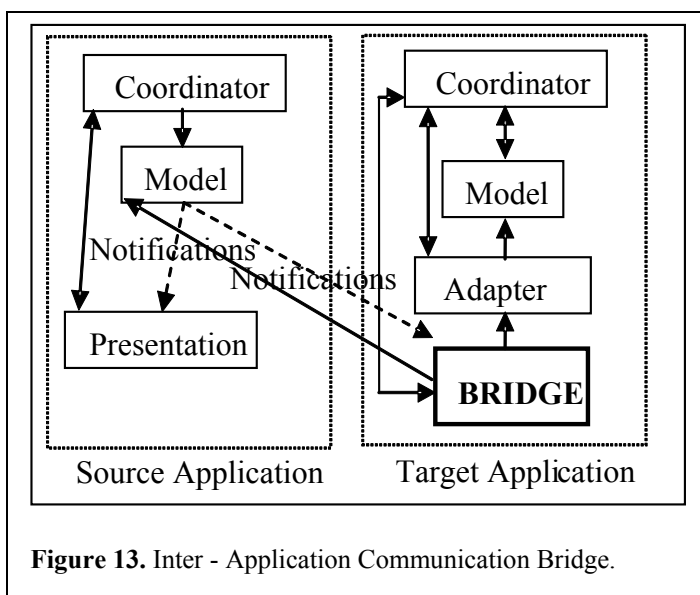 Coordinator
Model
Notifications
Presentation
Source Application
Coordinator
Model
Notifications
Adapter
BRIDGE
Target Application
Figure 13. Inter - Application Communication Bridge.